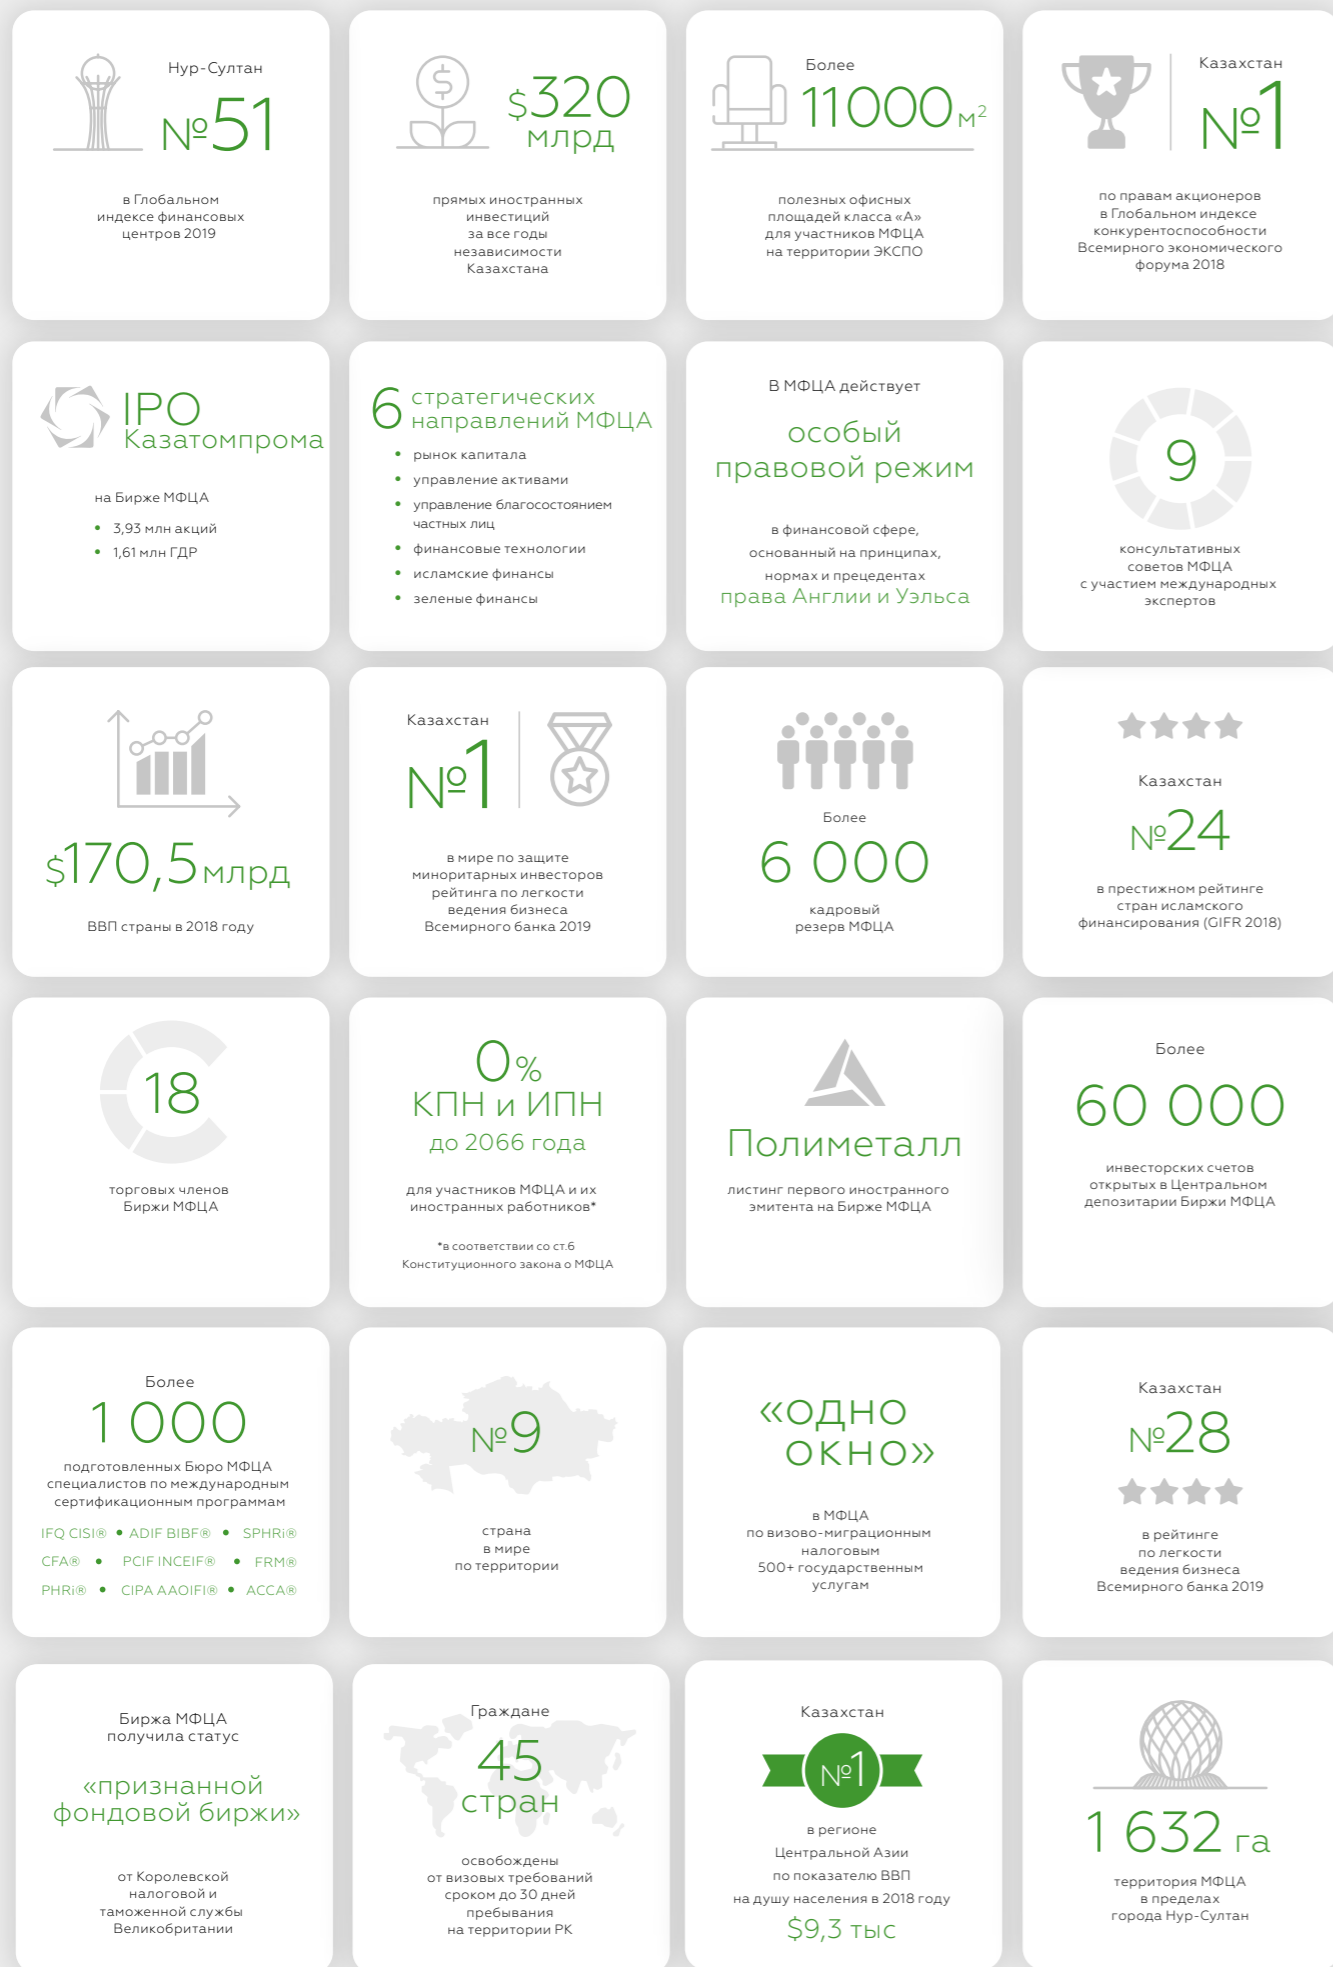 Нур-Султан
№51
в Глобальном
индексе финансовых
центров 2019
$320
млрд
прямых иностранных
инвестиций
за все годы
независимости
Казахстана
Более
11000 м²
полезных офисных
площадей класса «А»
для участников МФЦА
на территории ЭКСПО
Казахстан
№1
по правам акционеров
в Глобальном индексе
конкурентоспособности
Всемирного экономического
форума 2018
IPO
Казатомпрома
на Бирже МФЦА
• 3,93 млн акций
• 1,61 млн ГДР
6 стратегических
направлений МФЦА
• рынок капитала
• управление активами
• управление благосостоянием
частных лиц
• финансовые технологии
• исламские финансы
• зеленые финансы
В МФЦА действует
особый
правовой режим
в финансовой сфере,
основанный на принципах,
нормах и прецедентах
права Англии и Уэльса
9
консультативных
советов МФЦА
с участием международных
экспертов
$170,5 млрд
ВВП страны в 2018 году
Казахстан
№1
в мире по защите
миноритарных инвесторов
рейтинга по легкости
ведения бизнеса
Всемирного банка 2019
Более
6 000
кадровый
резерв МФЦА
Казахстан
№24
в престижном рейтинге
стран исламского
финансирования (GIFR 2018)
18
торговых членов
Биржи МФЦА
0%
КПН и ИПН
до 2066 года
для участников МФЦА и их
иностранных работников*
*в соответствии со ст.6
Конституционного закона о МФЦА
Полиметалл
листинг первого иностранного
эмитента на Бирже МФЦА
Более
60 000
инвесторских счетов
открытых в Центральном
депозитарии Биржи МФЦА
Более
1 000
подготовленных Бюро МФЦА
специалистов по международным
сертификационным программам
IFQ CISI® • ADIF BIBF® • SPHRi®
CFA® • PCIF INCEIF® • FRM®
PHRi® • CIPA AAOIFI® • ACCA®
№9
страна
в мире
по территории
«одно
окно»
в МФЦА
по визово-миграционным
налоговым
500+ государственным
услугам
Казахстан
№28
в рейтинге
по легкости
ведения бизнеса
Всемирного банка 2019
Биржа МФЦА
получила статус
«признанной
фондовой биржи»
от Королевской
налоговой и
таможенной службы
Великобритании
Граждане
45
стран
освобождены
от визовых требований
сроком до 30 дней
пребывания
на территории РК
Казахстан
№1
в регионе
Центральной Азии
по показателю ВВП
на душу населения в 2018 году
$9,3 тыс
1 632 га
территория МФЦА
в пределах
города Нур-Султан